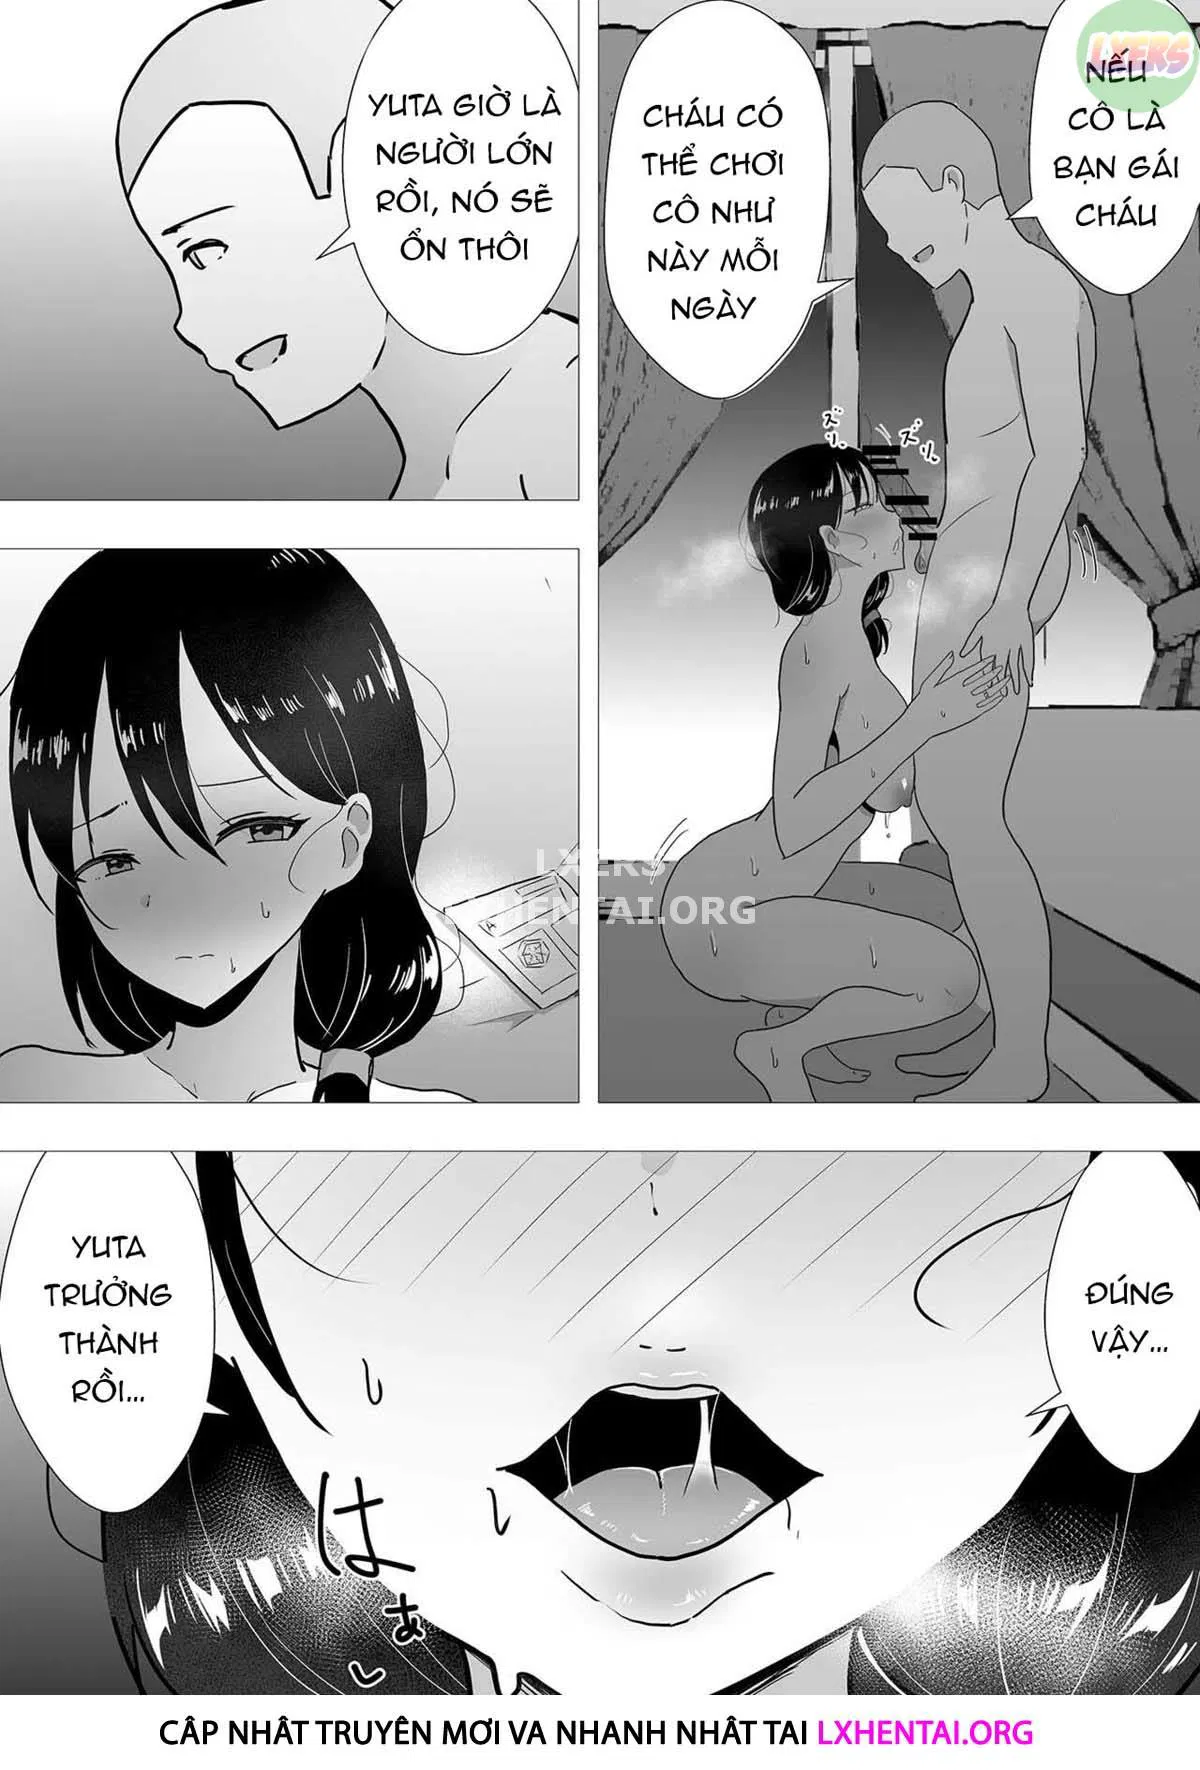 NẾU
CÔ LÀ
BẠN GÁI
CHÁU
CHÁU CÓ
THỂ CHƠI
CÔ NHƯ
NÀY MỖI
NGÀY
YUTA GIỜ LÀ
NGƯỜI LỚN
RỒI, NÓ SẼ
ỔN THÔI
ĐÚNG
VẬY...
YUTA
TRƯỞNG
THÀNH
RỒI...
はぁ
LXERS
LXERS
HENTAI.ORG
CẬP NHẬT TRUYỆN MỚI VÀ NHANH NHẤT TẠI LXHENTAI.ORG